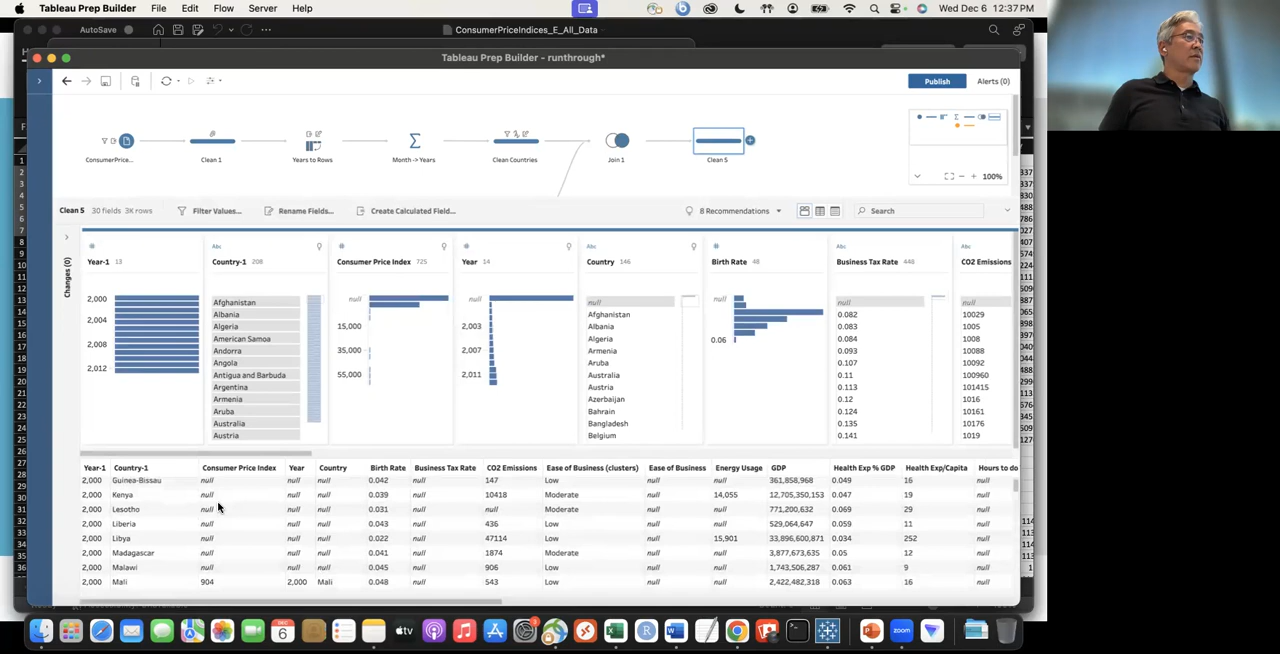 Tableau Prep Builder File Edit Flow Server Help Wed Dec 6 12:37 PM
AutoSave ConsumerPriceIndices_E_All_Data
Tableau Prep Builder - runthrough*
Publish Alerts (0)
ConsumerPrice... Clean 1 Years to Rows Month -> Years Clean Countries Join 1 Clean 5
100%
Clean 5 30 fields 3K rows Filter Values... Rename Fields... Create Calculated Field... 8 Recommendations Search
Changes (0)
# Abc # # Abc # Abc Abc
Year-1 13 Country-1 208 Consumer Price Index 725 Year 14 Country 146 Birth Rate 48 Business Tax Rate 448 CO2 Emissions
2,000
2,004
2,008
2,012
Afghanistan
Albania
Algeria
American Samoa
Andorra
Angola
Antigua and Barbuda
Argentina
Armenia
Aruba
Australia
Austria
null
15,000
35,000
55,000
null
2,003
2,007
2,011
null
Afghanistan
Albania
Algeria
Armenia
Aruba
Australia
Austria
Azerbaijan
Bahrain
Bangladesh
Belgium
null
0.06
null
0.082
0.083
0.084
0.093
0.107
0.11
0.113
0.12
0.124
0.135
0.141
null
10029
1005
1008
10088
10092
100960
101415
1016
10161
10176
1019
Year-1 Country-1 Consumer Price Index Year Country Birth Rate Business Tax Rate CO2 Emissions Ease of Business (clusters) Ease of Business Energy Usage GDP Health Exp % GDP Health Exp/Capita Hours to do
2,000 Guinea-Bissau null null null 0.042 null 147 Low null null 361,858,968 0.049 16 null
2,000 Kenya null null null 0.039 null 10418 Moderate null 14,055 12,705,350,153 0.047 19 null
2,000 Lesotho null null null 0.031 null null Moderate null null 771,200,632 0.069 29 null
2,000 Liberia null null null 0.043 null 436 Low null null 529,064,647 0.059 11 null
2,000 Libya null null null 0.022 null 47114 Low null 15,901 33,896,600,871 0.034 252 null
2,000 Madagascar null null null 0.041 null 1874 Moderate null null 3,877,673,635 0.05 12 null
2,000 Malawi null null null 0.045 null 906 Low null null 1,743,506,287 0.061 9 null
2,000 Mali 904 2,000 Mali 0.048 null 543 Low null null 2,422,482,318 0.063 16 null